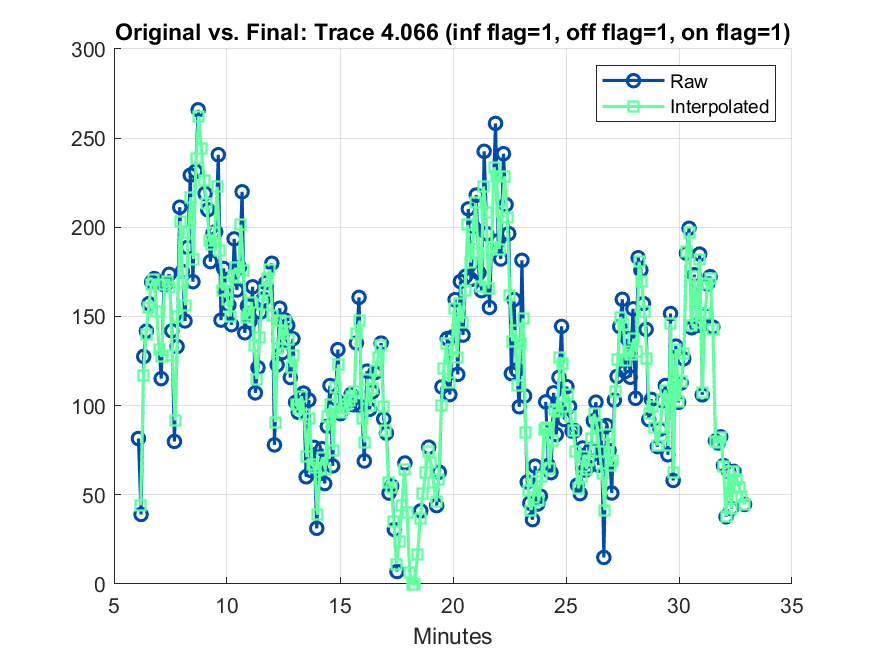 Original vs. Final: Trace 4.066 (inf flag=1, off flag=1, on flag=1)
300
250
200
150
100
50
0
Raw
Interpolated
5 10 15 20 25 30 35
Minutes